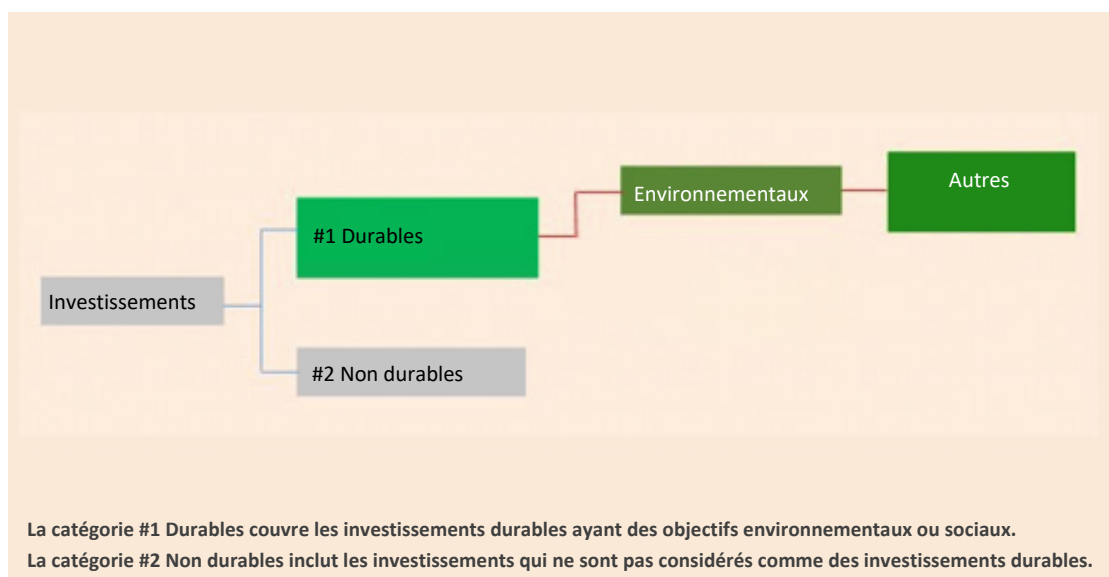 Autres
Environnementaux
#1 Durables
Investissements
#2 Non durables
La catégorie #1 Durables couvre les investissements durables ayant des objectifs environnementaux ou sociaux.
La catégorie #2 Non durables inclut les investissements qui ne sont pas considérés comme des investissements durables.